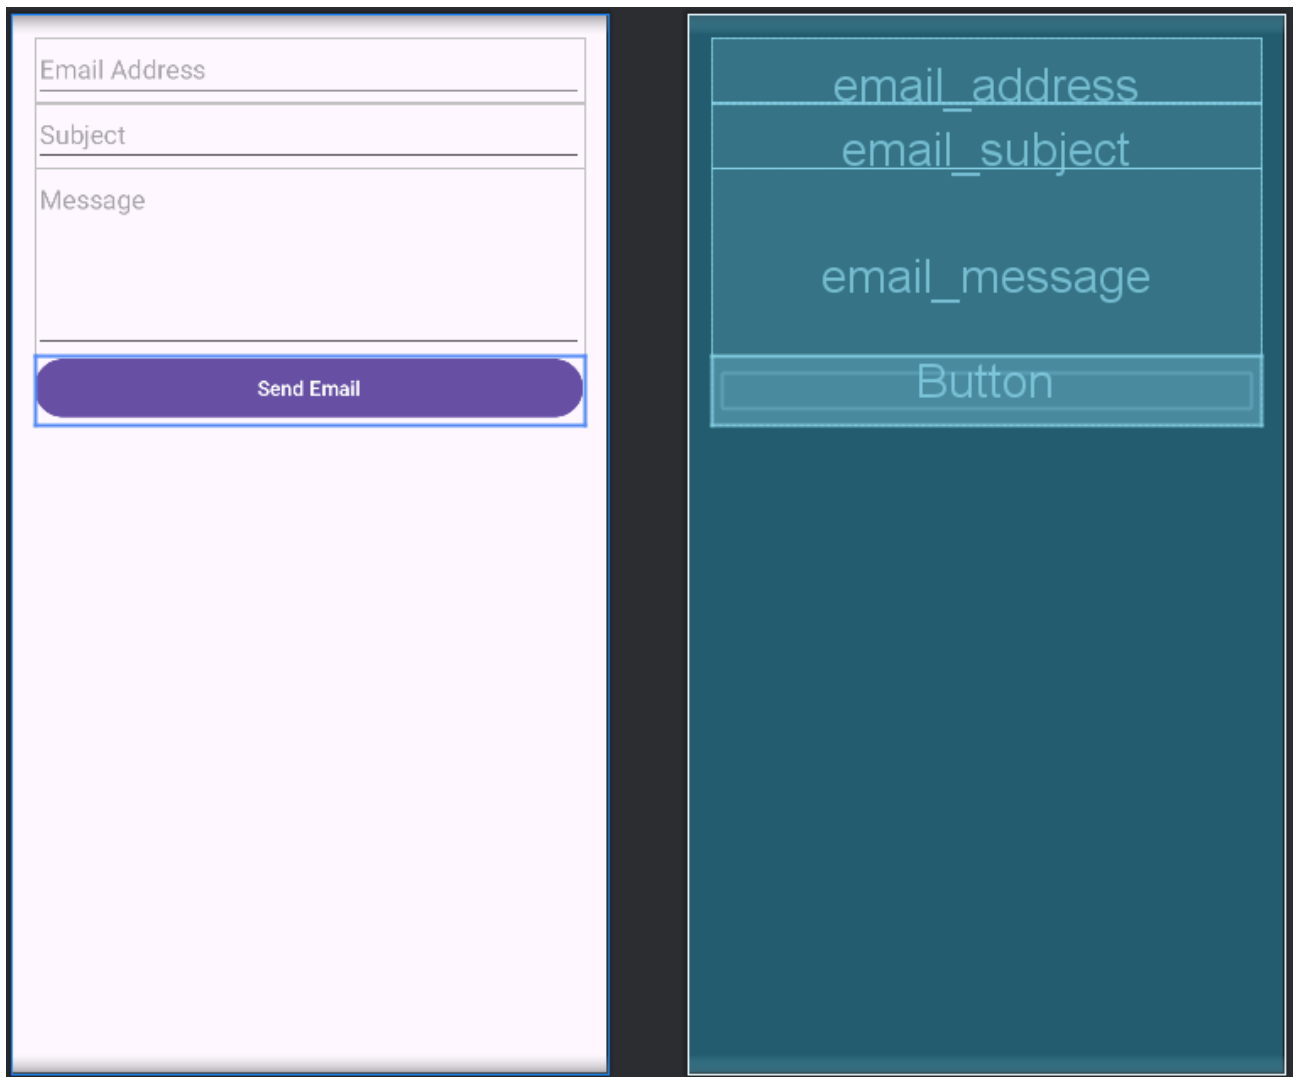 Email Address
Subject
Message
Send Email
email_address
email_subject
email_message
Button